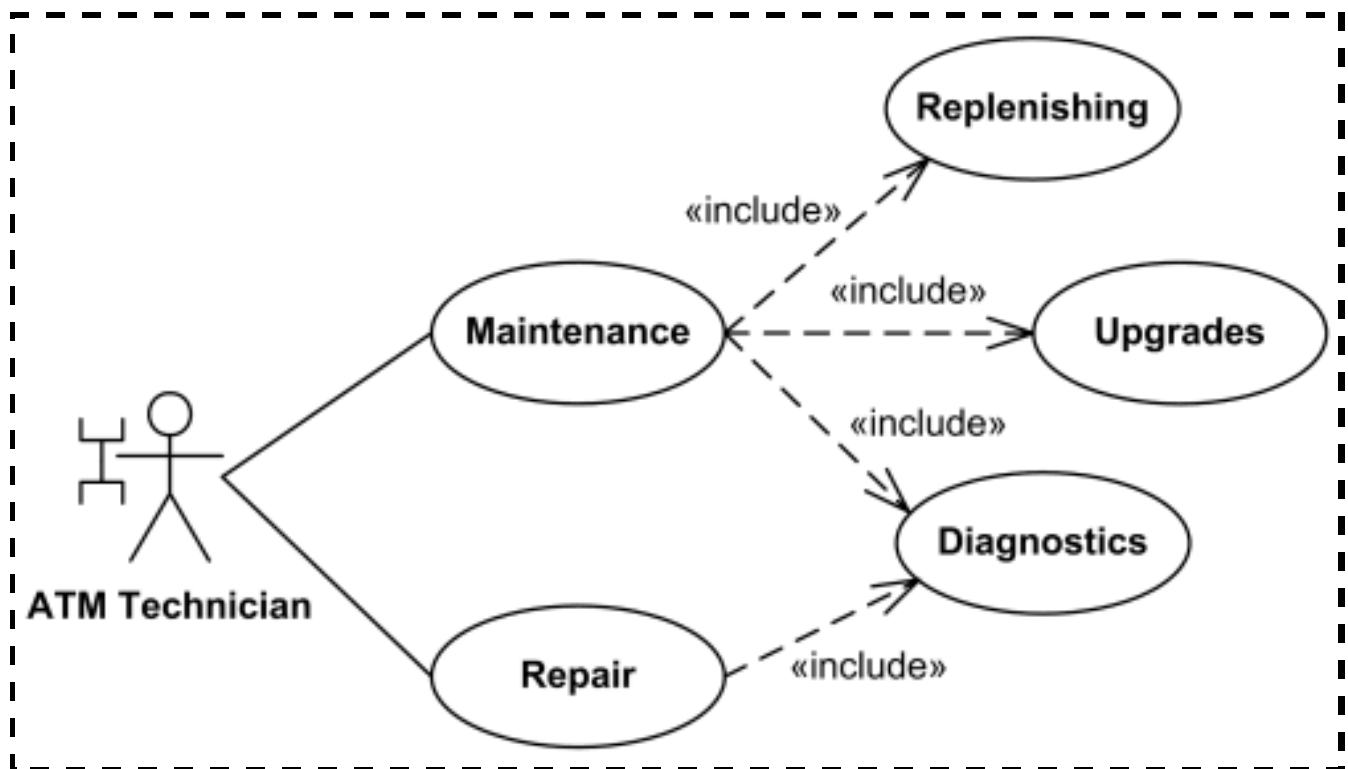 Replenishing
«include»
«include»
Maintenance
Upgrades
«include»
Diagnostics
ATM Technician
«include»
Repair